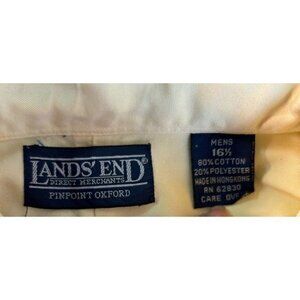 LANDS' END®
DIRECT MERCHANTS
PINPOINT OXFORD
MENS
16½
80% COTTON
20% POLYESTER
MADE IN HONG KONG
RN 62830
CARE OVER